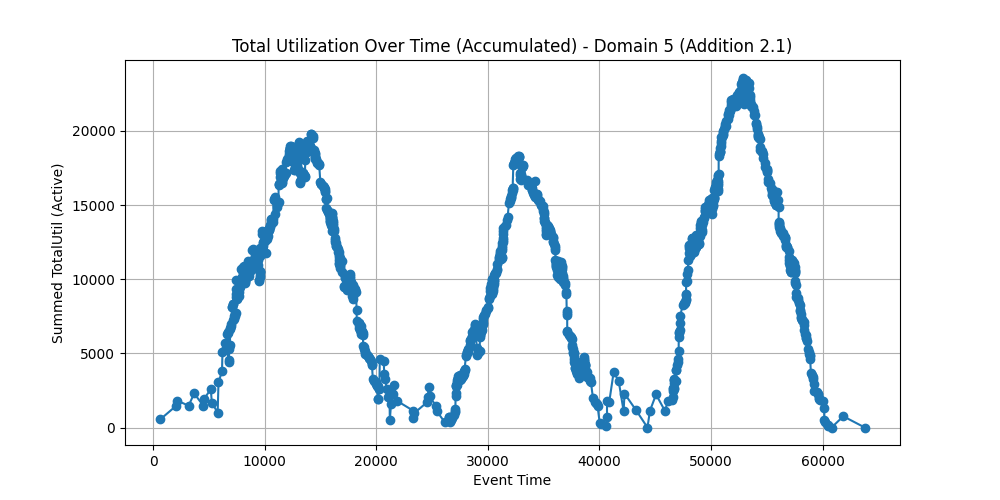 Total Utilization Over Time (Accumulated) - Domain 5 (Addition 2.1)
Summed TotalUtil (Active)
20000
15000
10000
5000
0
0 10000 20000 30000 40000 50000 60000
Event Time